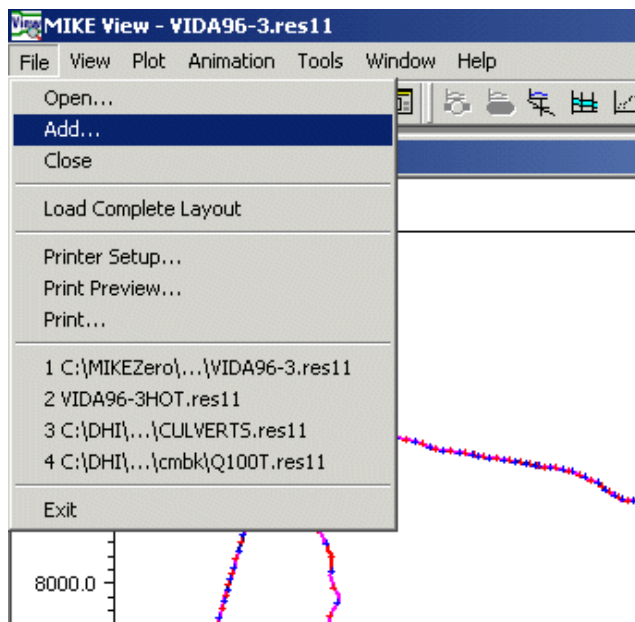 MIKE View - VIDA96-3.res11
File View Plot Animation Tools Window Help
Open...
Add...
Close
Load Complete Layout
Printer Setup...
Print Preview...
Print...
1 C:\MIKEZero\...\VIDA96-3.res11
2 VIDA96-3HOT.res11
3 C:\DHI\...\CULVERTS.res11
4 C:\DHI\...\cmbk\Q100T.res11
Exit
8000.0